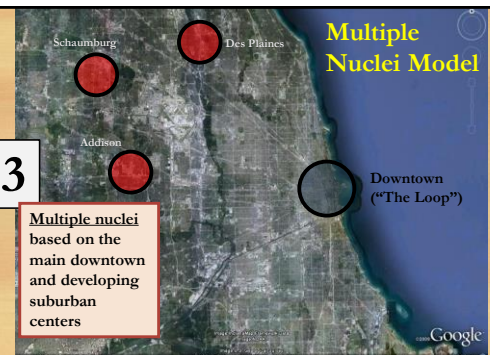 Multiple
Nuclei Model
Schaumburg
Des Plaines
Addison
3
Downtown
("The Loop")
Multiple nuclei
based on the
main downtown
and developing
suburban
centers
Google